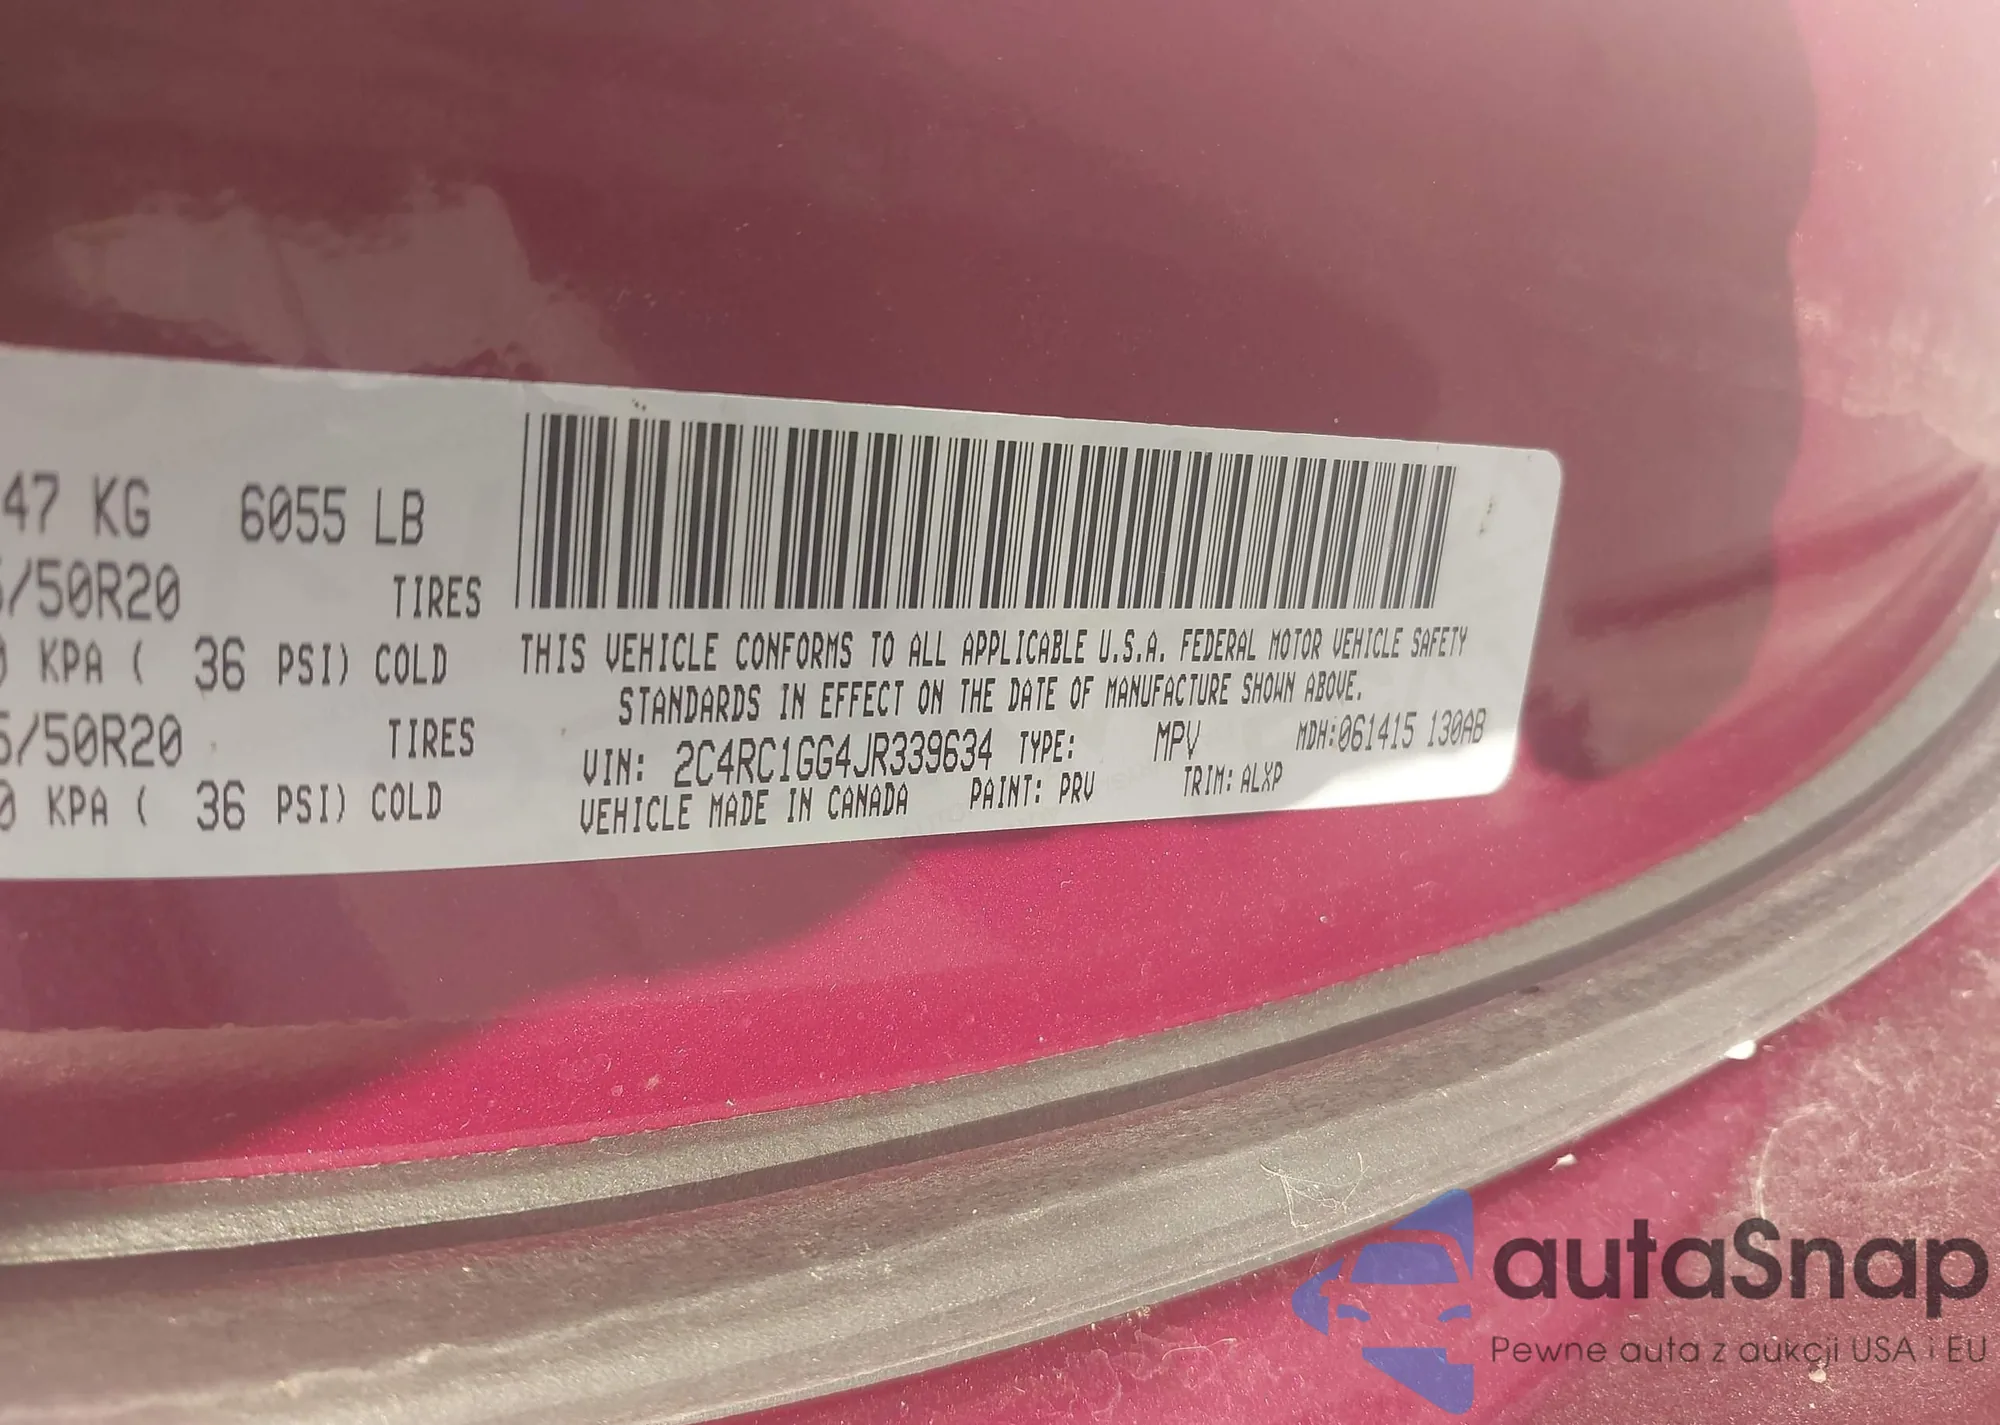 47 KG 6055 LB
/50R20 TIRES
KPA ( 36 PSI) COLD
/50R20 TIRES
KPA ( 36 PSI) COLD
THIS VEHICLE CONFORMS TO ALL APPLICABLE U.S.A. FEDERAL MOTOR VEHICLE SAFETY
STANDARDS IN EFFECT ON THE DATE OF MANUFACTURE SHOWN ABOVE.
VIN: 2C4RC1GG4JR339634 TYPE: MPV MDH:061415 130AB
VEHICLE MADE IN CANADA PAINT: PRV TRIM: ALXP
autaSnap
Pewne auta z aukcji USA i EU